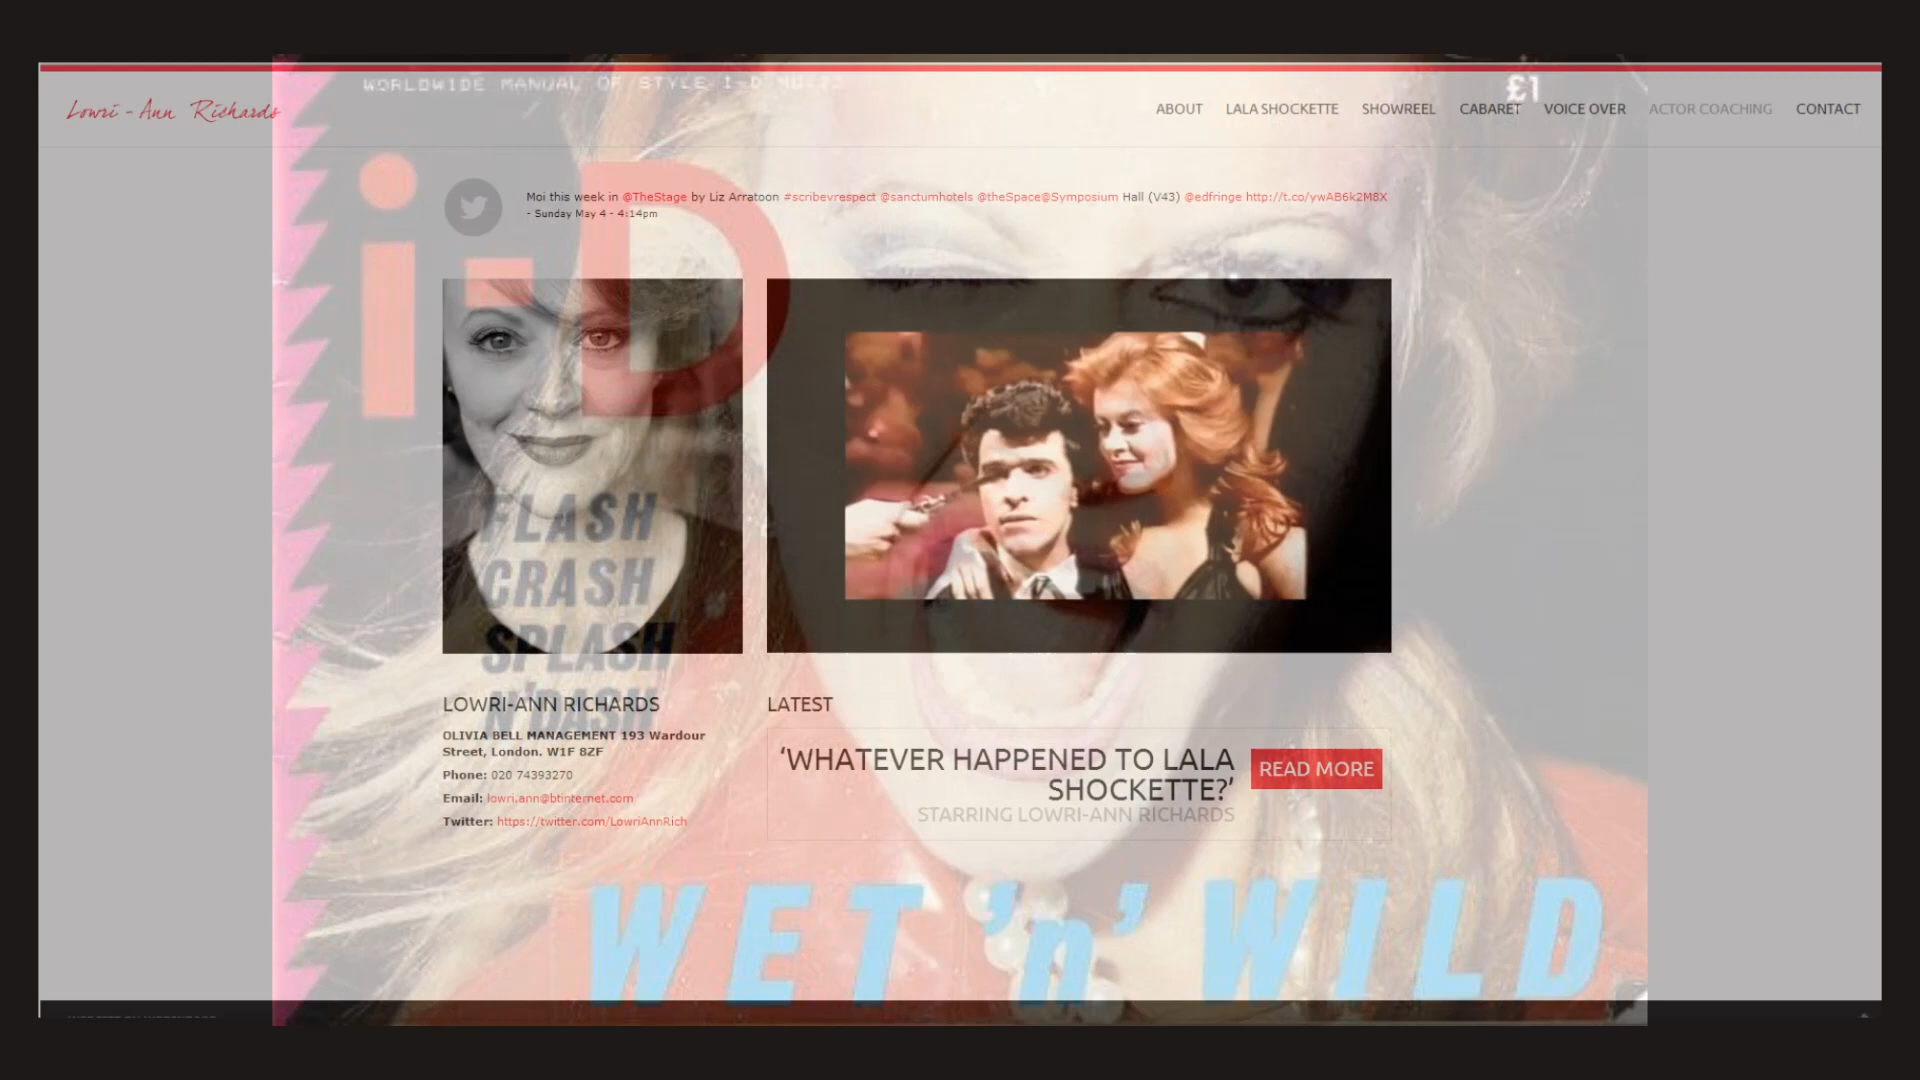 WORLDWIDE MANUAL OF STYLE I-D
£1
Lowri - Ann Richards
ABOUT LALA SHOCKETTE SHOWREEL CABARET VOICE OVER ACTOR COACHING CONTACT
i-D
Moi this week in @TheStage by Liz Arratoon #scribevrespect @sanctumhotels @theSpace@Symposium Hall (V43) @edfringe http://t.co/ywAB6k2M8X
- Sunday May 4 - 4:14pm
FLASH
CRASH
SPLASH
N'DASH
LOWRI-ANN RICHARDS
OLIVIA BELL MANAGEMENT 193 Wardour
Street, London. W1F 8ZF
Phone: 020 74393270
Email: lowri.ann@btinternet.com
Twitter: https://twitter.com/LowriAnnRich
LATEST
‘WHATEVER HAPPENED TO LALA
SHOCKETTE?’
STARRING LOWRI-ANN RICHARDS
READ MORE
WET 'n' WILD